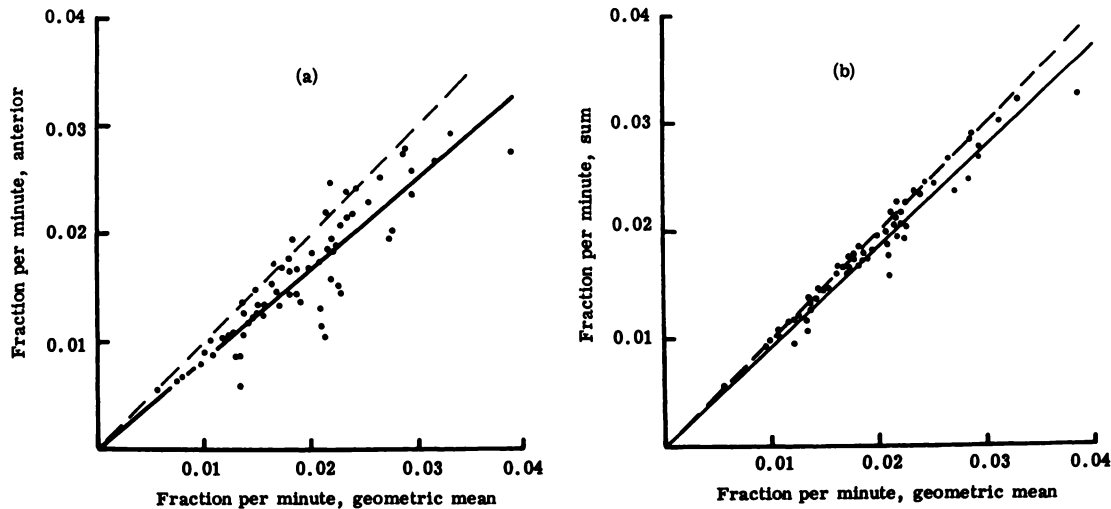 0.04
0.03
0.02
0.01
Fraction per minute, anterior
(a)
0.01 0.02 0.03 0.04
Fraction per minute, geometric mean
0.04
0.03
0.02
0.01
Fraction per minute, sum
(b)
0.01 0.02 0.03 0.04
Fraction per minute, geometric mean